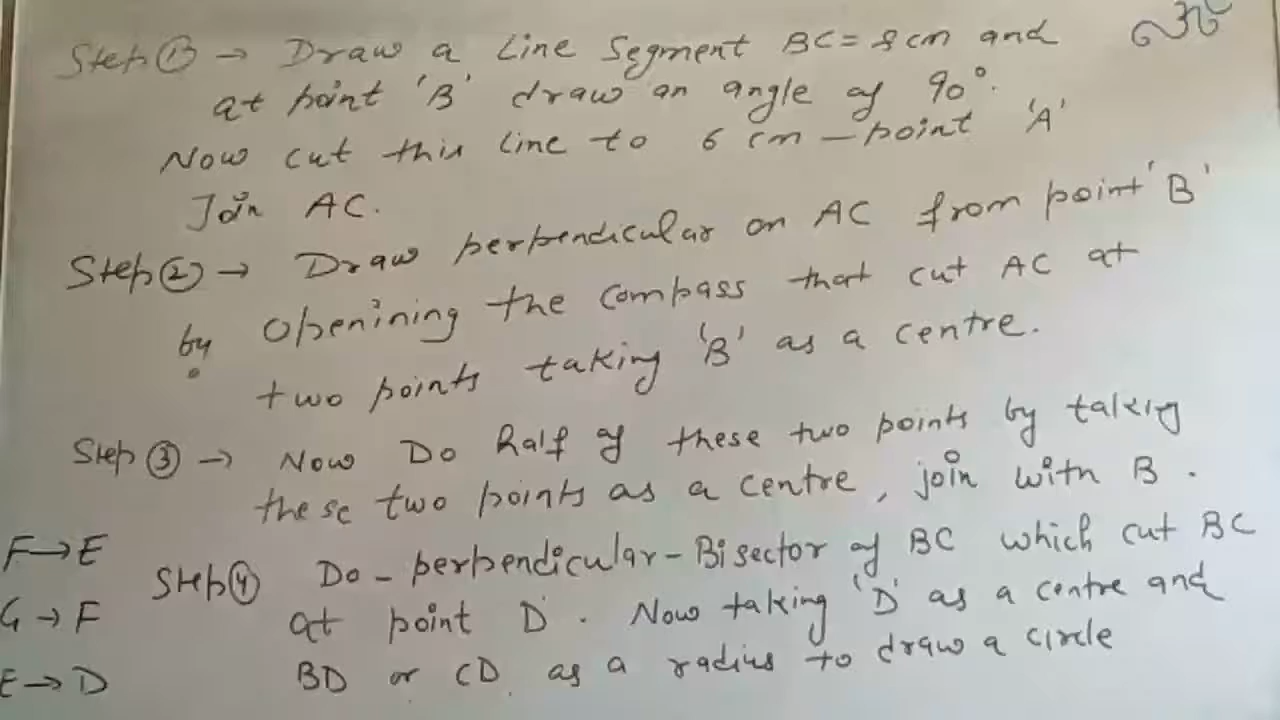 Step ① → Draw a Line Segment BC = 8 cm and
at point 'B' draw an angle of 90°.
Now cut this line to 6 cm – point 'A'
Join AC.
Step ② → Draw perpendicular on AC from point 'B'
by openining the compass that cut AC at
two points taking 'B' as a centre.
Step ③ → Now Do half of these two points by taking
these two points as a centre, join with B.
F → E
Step ④ Do - perpendicular - Bisector of BC which cut BC
G → F
at point D. Now taking 'D' as a centre and
E → D
BD or CD as a radius to draw a circle